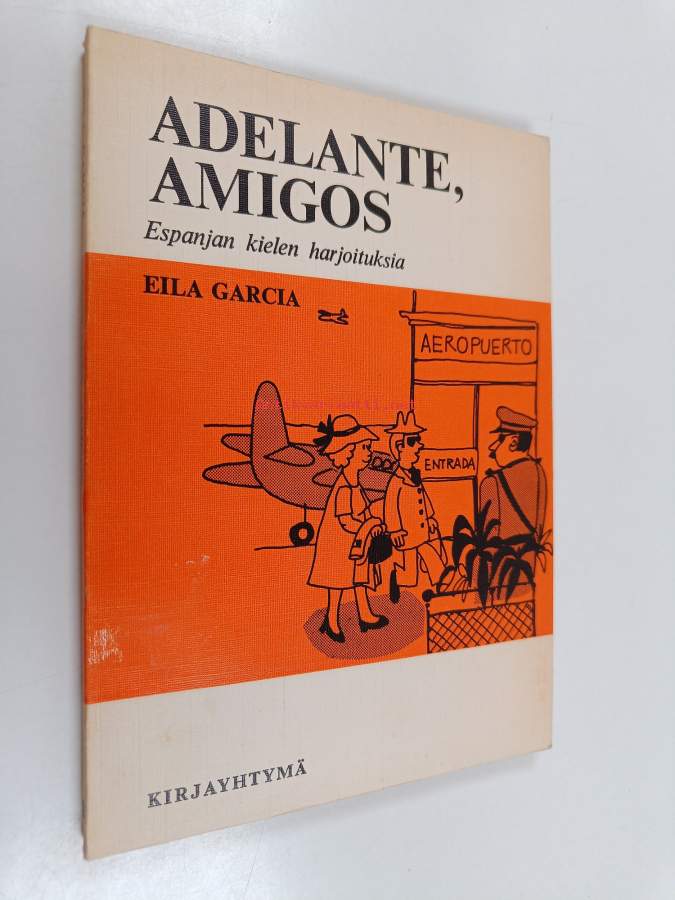 ADELANTE,
AMIGOS
Espanjan kielen harjoituksia
EILA GARCIA
AEROPUERTO
ENTRADA
KIRJAYHTYMÄ